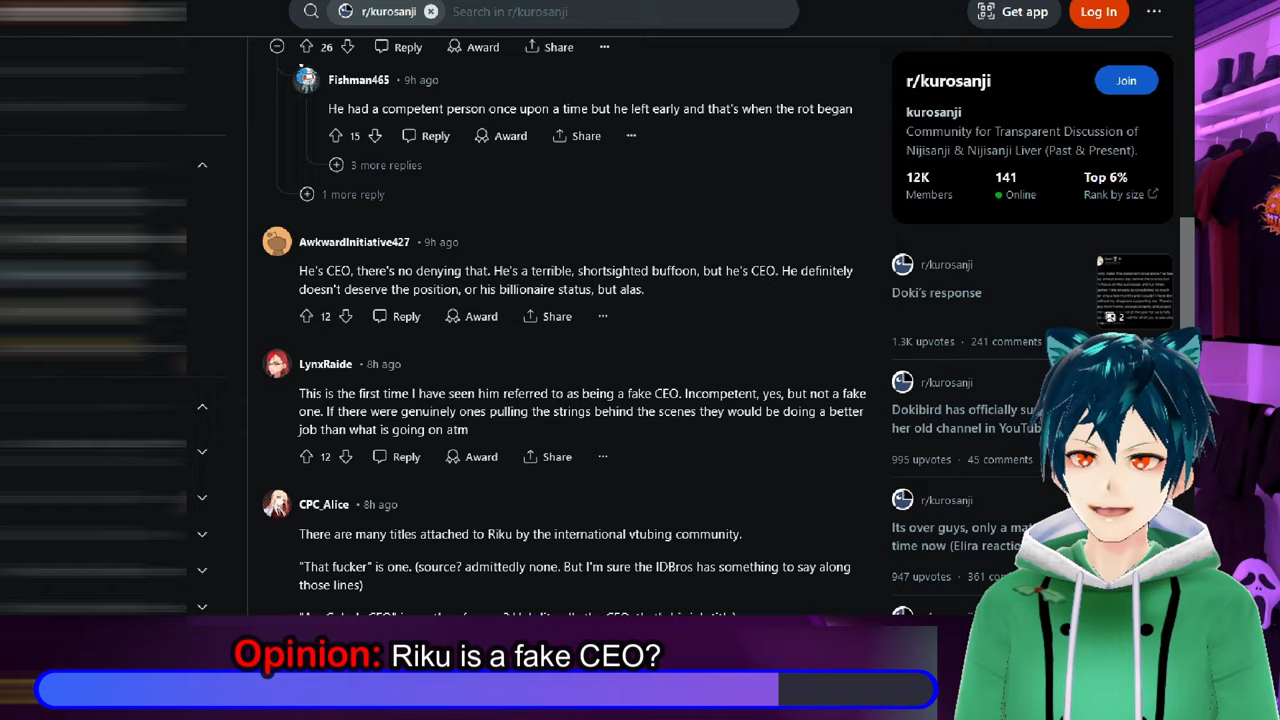 r/kurosanji
Search in r/kurosanji
Get app
Log In
26
Reply
Award
Share
Fishman465 • 9h ago
He had a competent person once upon a time but he left early and that's when the rot began
15
Reply
Award
Share
3 more replies
1 more reply
AwkwardInitiative427 • 9h ago
He's CEO, there's no denying that. He's a terrible, shortsighted buffoon, but he's CEO. He definitely
doesn't deserve the position, or his billionaire status, but alas.
12
Reply
Award
Share
LynxRaide • 8h ago
This is the first time I have seen him referred to as being a fake CEO. Incompetent, yes, but not a fake
one. If there were genuinely ones pulling the strings behind the scenes they would be doing a better
job than what is going on atm
12
Reply
Award
Share
CPC_Alice • 8h ago
There are many titles attached to Riku by the international vtubing community.
"That fucker" is one. (source? admittedly none. But I'm sure the IDBros has something to say along
those lines)
r/kurosanji
Join
kurosanji
Community for Transparent Discussion of
Nijisanji & Nijisanji Liver (Past & Present).
12K
141
Top 6%
Members
Online
Rank by size
r/kurosanji
Doki's response
2
1.3K upvotes • 241 comments
r/kurosanji
Dokibird has officially
her old channel in
995 upvotes • 45 comments
r/kurosanji
Its over guys, only a
time now (Elira
947 upvotes • 361
Opinion: Riku is a fake CEO?